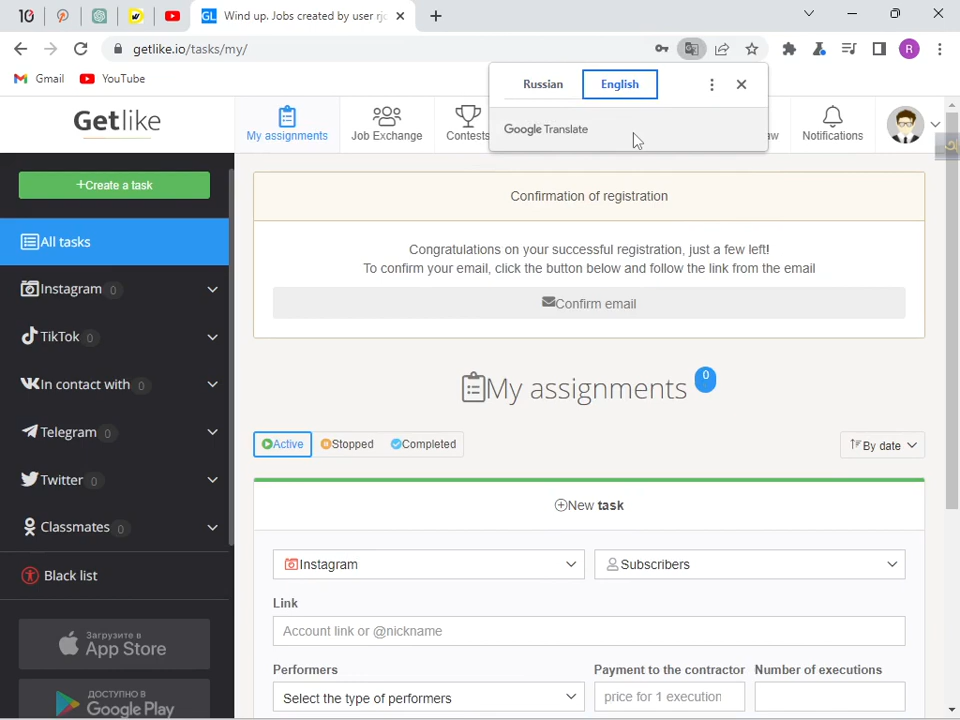 Wind up. Jobs created by user rjc
getlike.io/tasks/my/
R
Gmail
YouTube
Russian
English
Google Translate
Getlike
My assignments
Job Exchange
Contests
Notifications
+Create a task
All tasks
Instagram 0
TikTok 0
In contact with 0
Telegram 0
Twitter 0
Classmates 0
Black list
Загрузите в
App Store
ДОСТУПНО В
Google Play
Confirmation of registration
Congratulations on your successful registration, just a few left!
To confirm your email, click the button below and follow the link from the email
Confirm email
My assignments 0
Active
Stopped
Completed
By date
New task
Instagram
Subscribers
Link
Account link or @nickname
Performers
Payment to the contractor
Number of executions
Select the type of performers
price for 1 execution